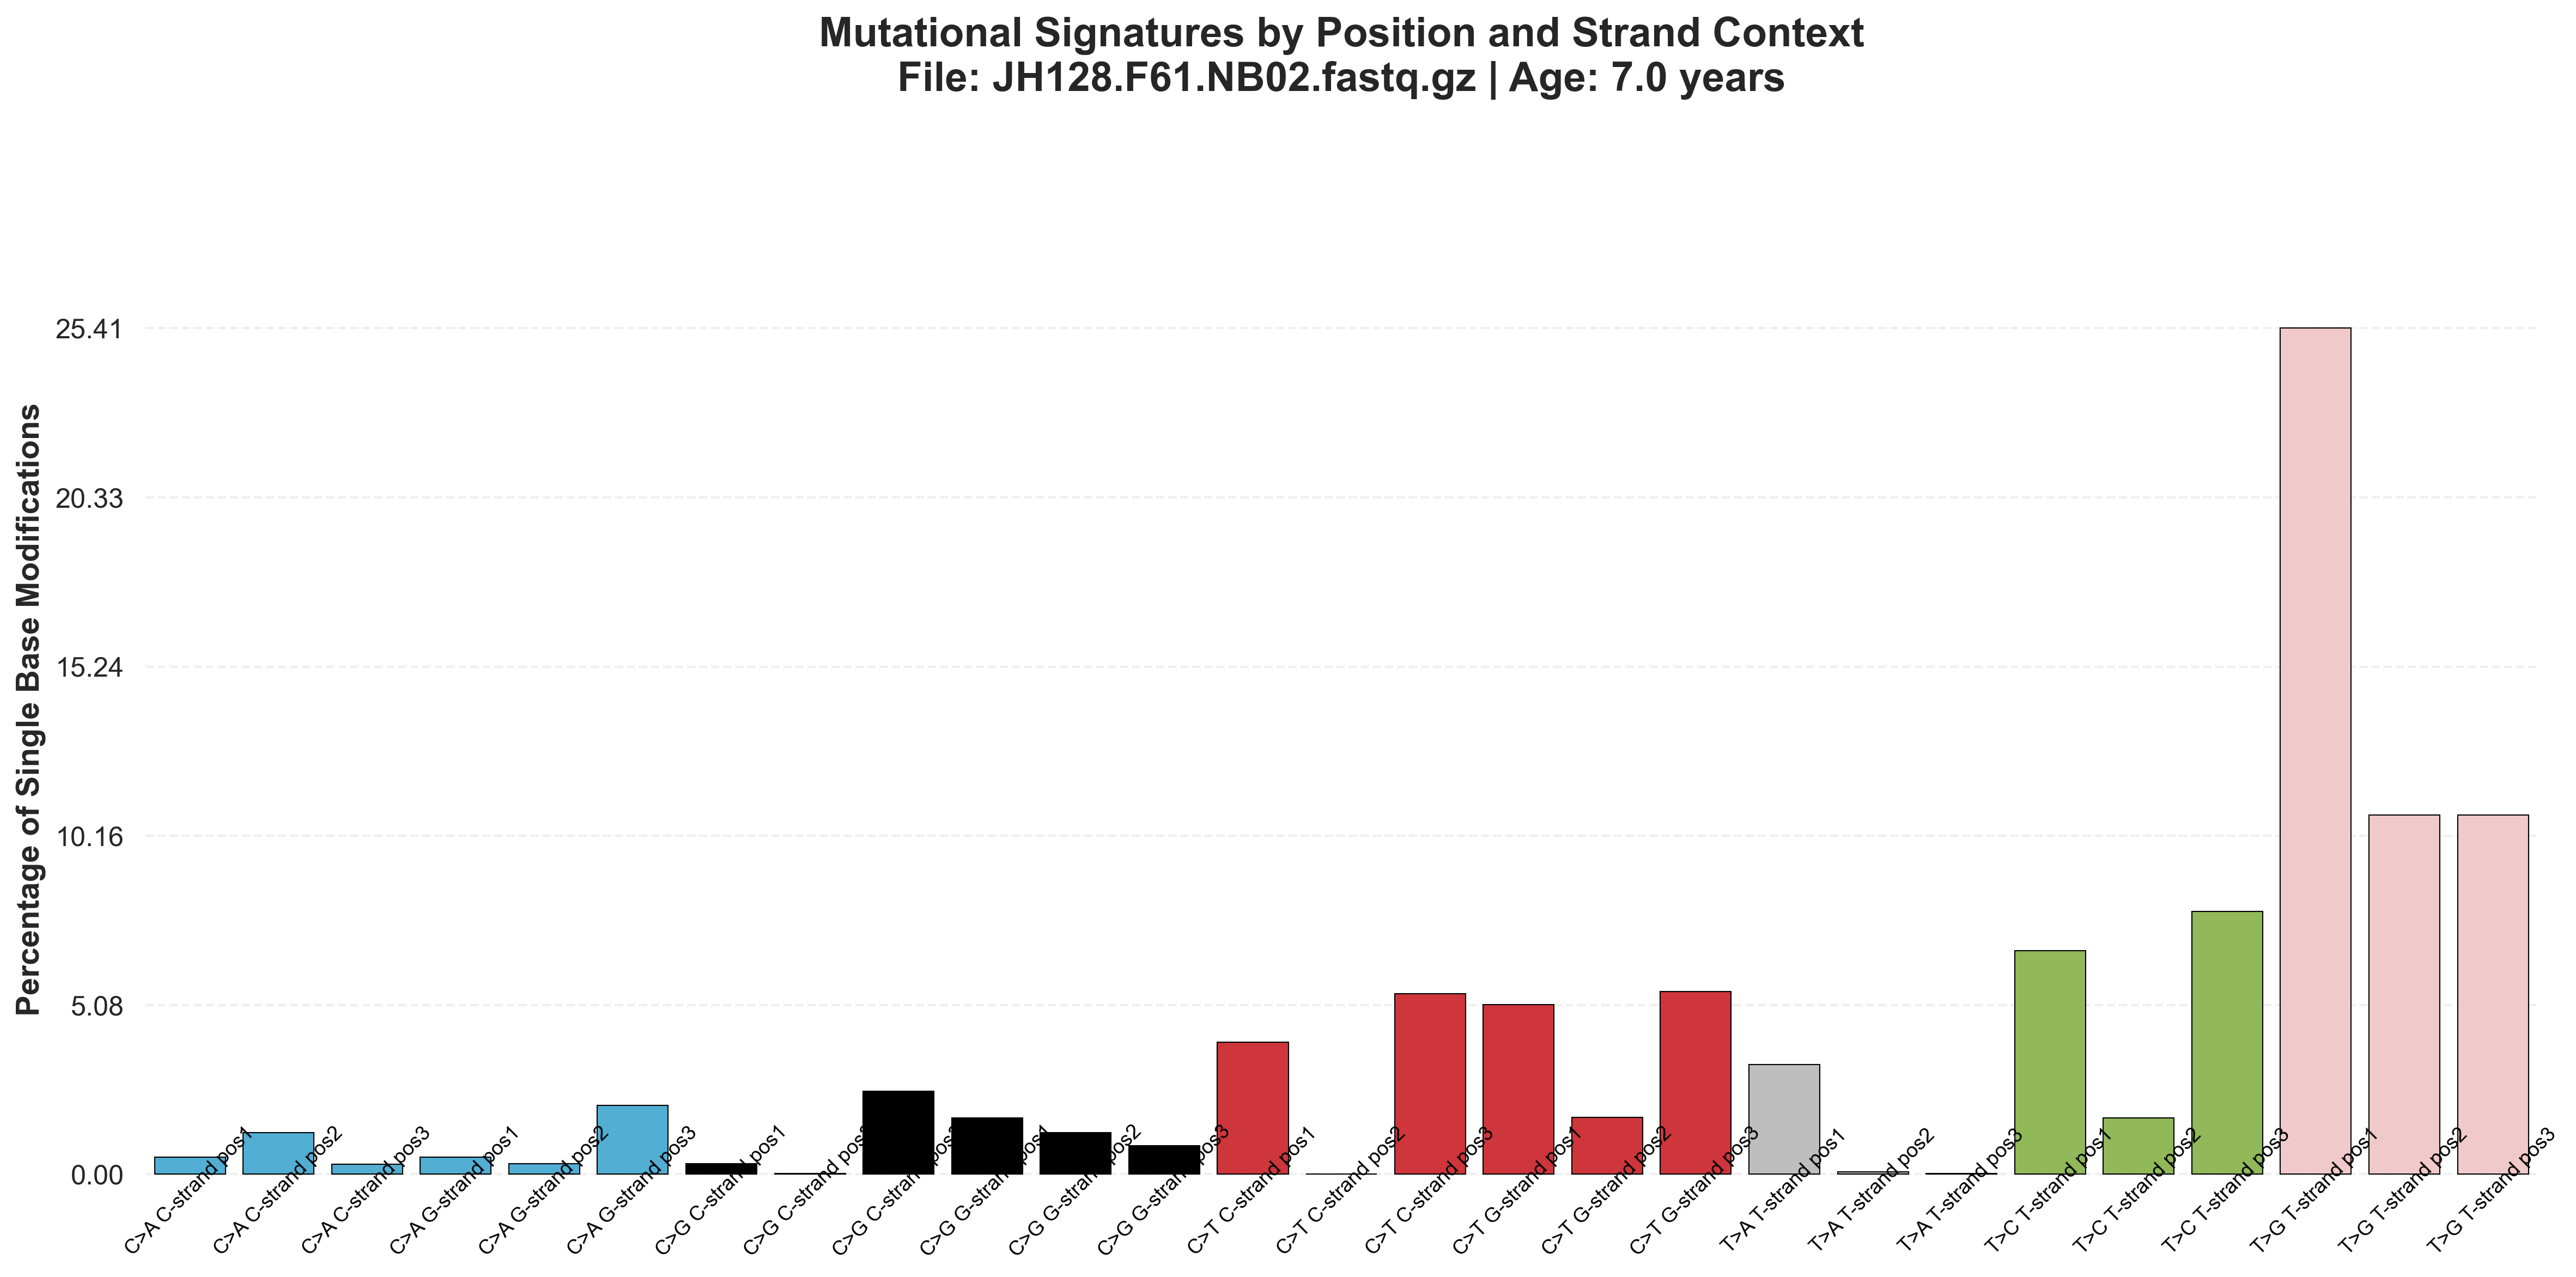 Mutational Signatures by Position and Strand Context
File: JH128.F61.NB02.fastq.gz | Age: 7.0 years
Percentage of Single Base Modifications
25.41
20.33
15.24
10.16
5.08
0.00
C>A C-strand pos1
C>A C-strand pos2
C>A C-strand pos3
C>A G-strand pos1
C>A G-strand pos2
C>A G-strand pos3
C>G C-strand pos1
C>G C-strand pos2
C>G C-strand pos3
C>G G-strand pos1
C>G G-strand pos2
C>G G-strand pos3
C>T C-strand pos1
C>T C-strand pos2
C>T C-strand pos3
C>T G-strand pos1
C>T G-strand pos2
C>T G-strand pos3
T>A T-strand pos1
T>A T-strand pos2
T>A T-strand pos3
T>C T-strand pos1
T>C T-strand pos2
T>C T-strand pos3
T>G T-strand pos1
T>G T-strand pos2
T>G T-strand pos3